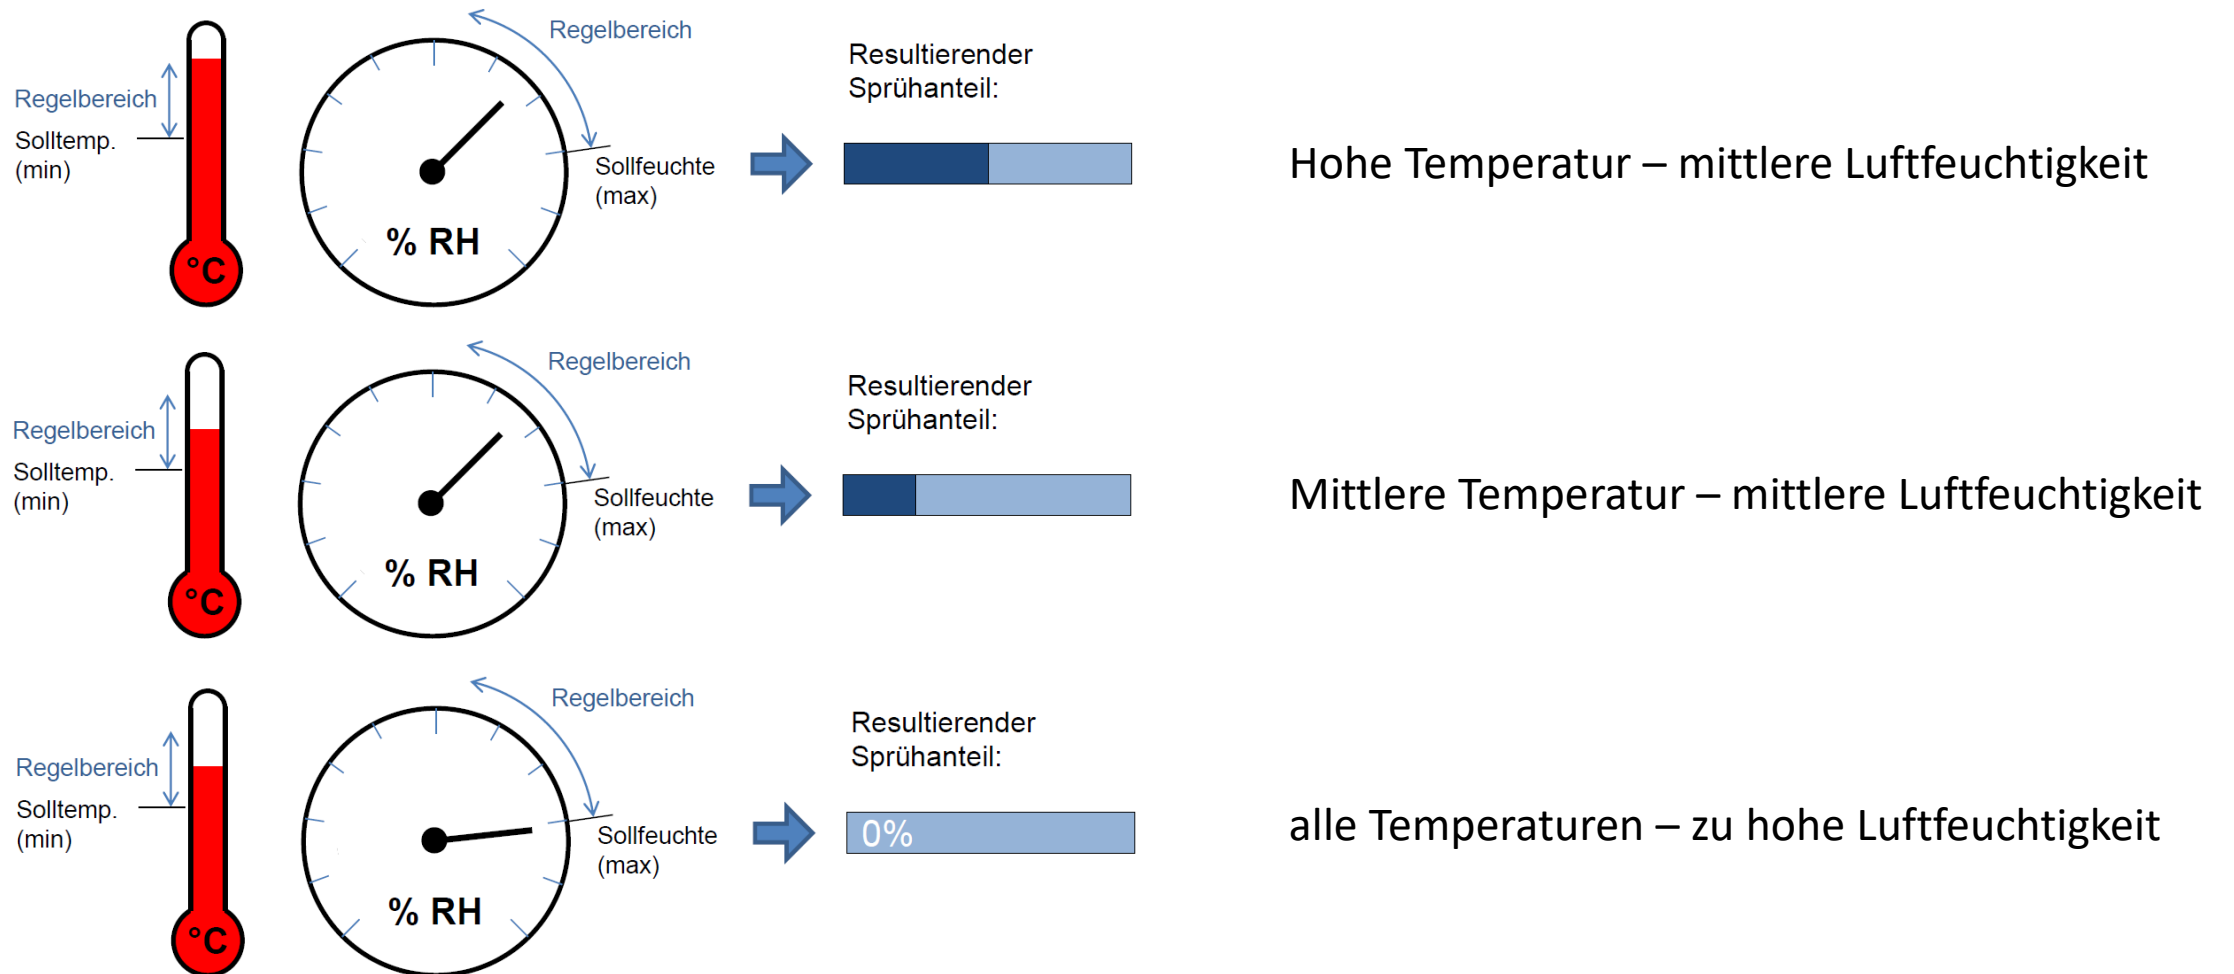 Regelbereich
Solltemp.
(min)
°C
Regelbereich
% RH
Sollfeuchte
(max)
Resultierender
Sprühanteil:
Hohe Temperatur – mittlere Luftfeuchtigkeit
Regelbereich
Solltemp.
(min)
°C
Regelbereich
% RH
Sollfeuchte
(max)
Resultierender
Sprühanteil:
Mittlere Temperatur – mittlere Luftfeuchtigkeit
Regelbereich
Solltemp.
(min)
°C
Regelbereich
% RH
Sollfeuchte
(max)
Resultierender
Sprühanteil:
0%
alle Temperaturen – zu hohe Luftfeuchtigkeit